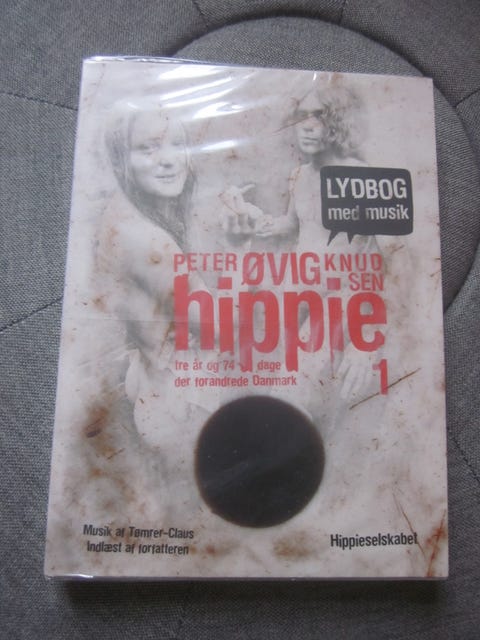 LYDBOG
med musik
PETER ØVIG KNUD
SEN
hippie
tre år og 74 dage
der forandrede Danmark
1
Musik af Tømrer-Claus
Indlæst af forfatteren
Hippieselskabet